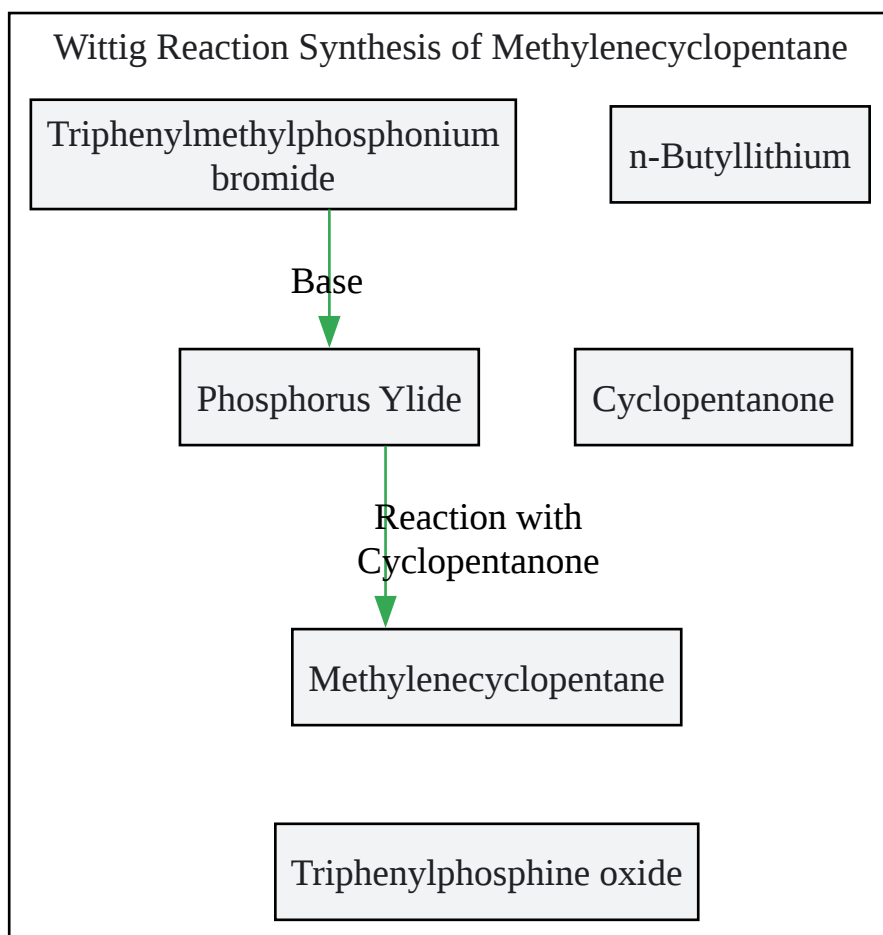 Wittig Reaction Synthesis of Methylenecyclopentane
Triphenylmethylphosphonium
bromide
n-Butyllithium
Base
Phosphorus Ylide
Cyclopentanone
Reaction with
Cyclopentanone
Methylenecyclopentane
Triphenylphosphine oxide